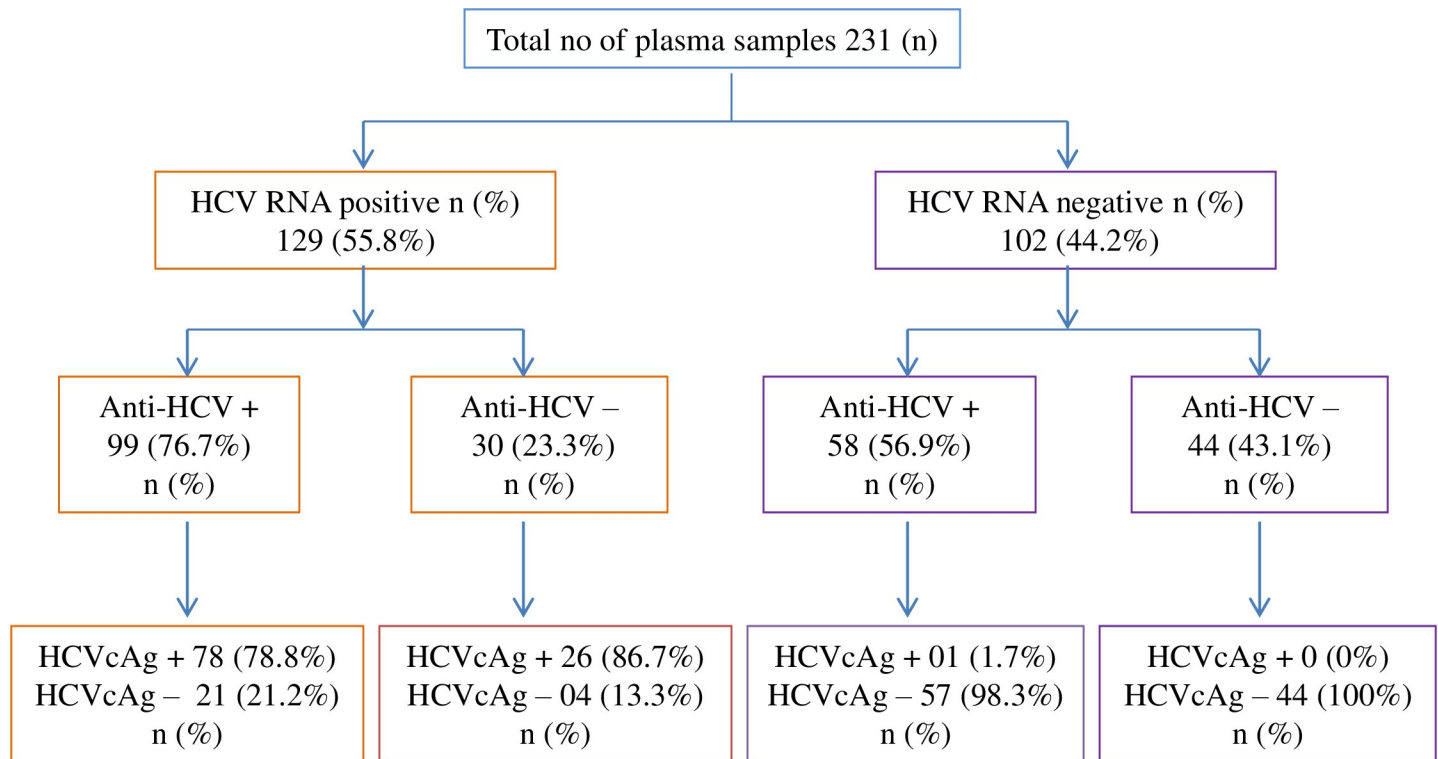 Total no of plasma samples 231 (n)
HCV RNA positive n (%)
129 (55.8%)
HCV RNA negative n (%)
102 (44.2%)
Anti-HCV +
99 (76.7%)
n (%)
Anti-HCV –
30 (23.3%)
n (%)
Anti-HCV +
58 (56.9%)
n (%)
Anti-HCV –
44 (43.1%)
n (%)
HCVcAg + 78 (78.8%)
HCVcAg – 21 (21.2%)
n (%)
HCVcAg + 26 (86.7%)
HCVcAg – 04 (13.3%)
n (%)
HCVcAg + 01 (1.7%)
HCVcAg – 57 (98.3%)
n (%)
HCVcAg + 0 (0%)
HCVcAg – 44 (100%)
n (%)